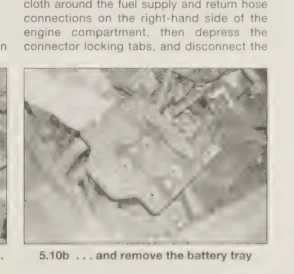 cloth around the fuel supply and return hose
connections on the right-hand side of the
engine compartment, then depress the
n connector locking tabs, and disconnect the
. 5.10b ... and remove the battery tray